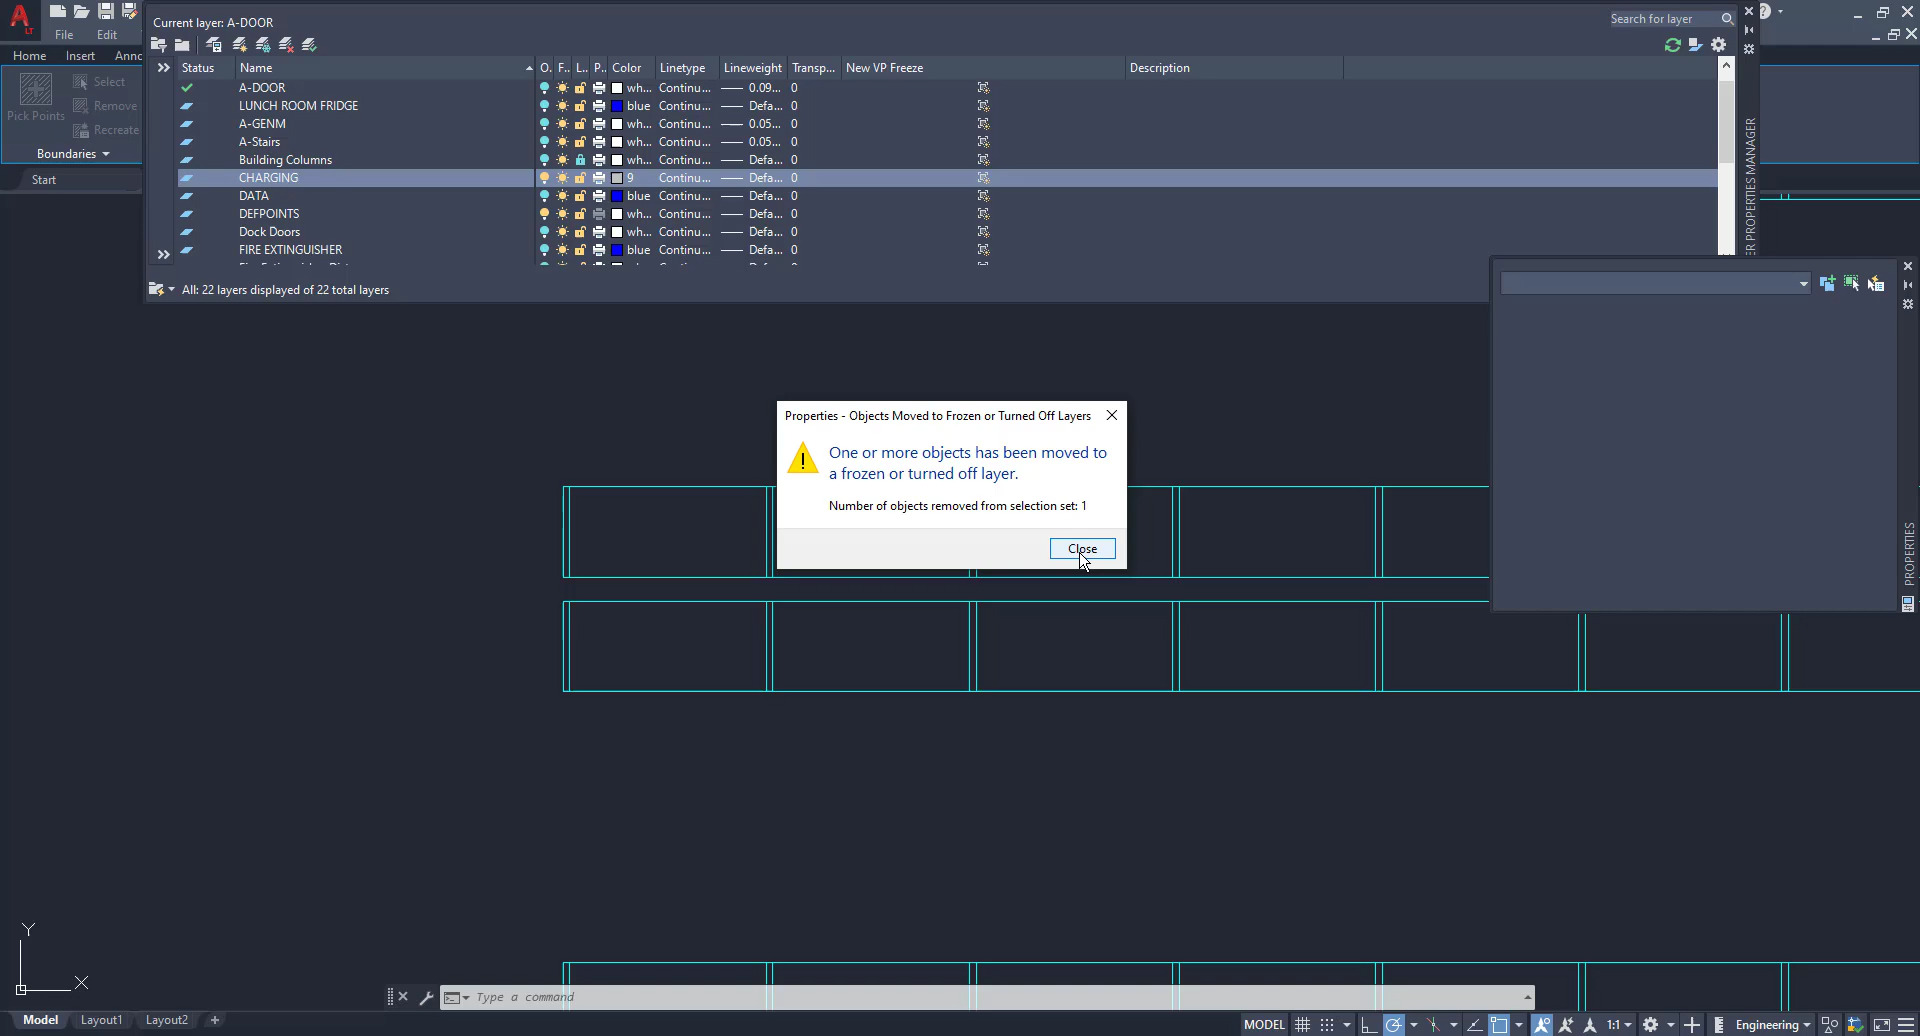 LT
File
Edit
Home
Insert
Anno
Pick Points
Select
Remove
Recreate
Boundaries
Start
Current layer: A-DOOR
Search for layer
Status
Name
O.
F..
L..
P..
Color
Linetype
Lineweight
Transp...
New VP Freeze
Description
A-DOOR wh... Continu... 0.09... 0
LUNCH ROOM FRIDGE blue Continu... Defa... 0
A-GENM wh... Continu... 0.05... 0
A-Stairs wh... Continu... 0.05... 0
Building Columns wh... Continu... Defa... 0
CHARGING 9 Continu... Defa... 0
DATA blue Continu... Defa... 0
DEFPOINTS wh... Continu... Defa... 0
Dock Doors wh... Continu... Defa... 0
FIRE EXTINGUISHER blue Continu... Defa... 0
All: 22 layers displayed of 22 total layers
ER PROPERTIES MANAGER
PROPERTIES
Properties - Objects Moved to Frozen or Turned Off Layers
One or more objects has been moved to
a frozen or turned off layer.
Number of objects removed from selection set: 1
Close
Y
X
Type a command
Model
Layout1
Layout2
MODEL
1:1
Engineering